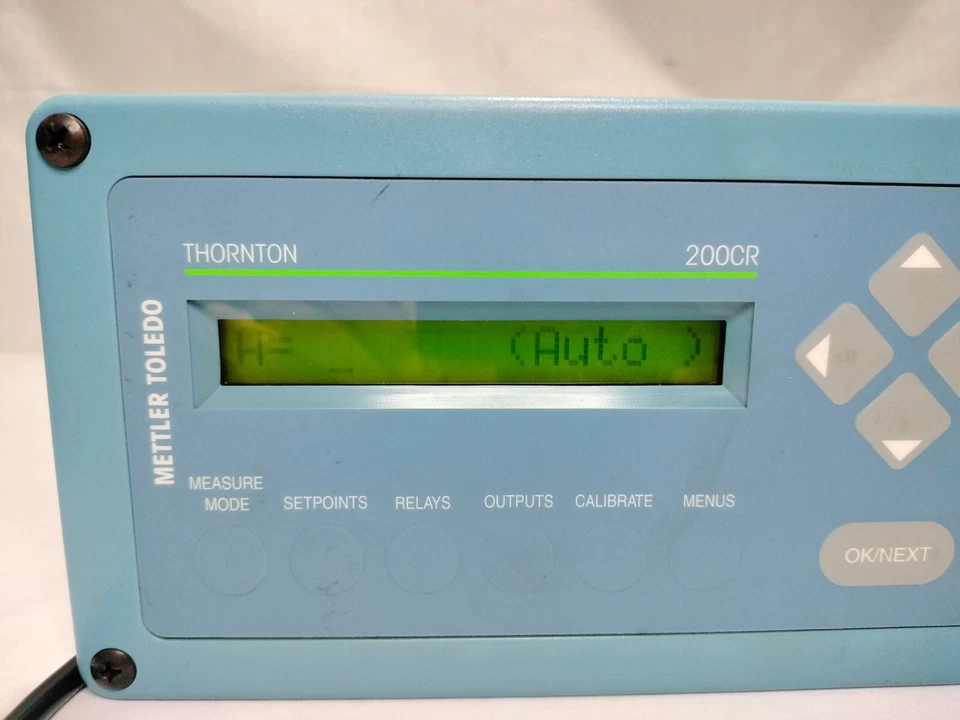 THORNTON 200CR
METTLER TOLEDO
A= _ (Auto )
MEASURE MODE
SETPOINTS
RELAYS
OUTPUTS
CALIBRATE
MENUS
OK/NEXT